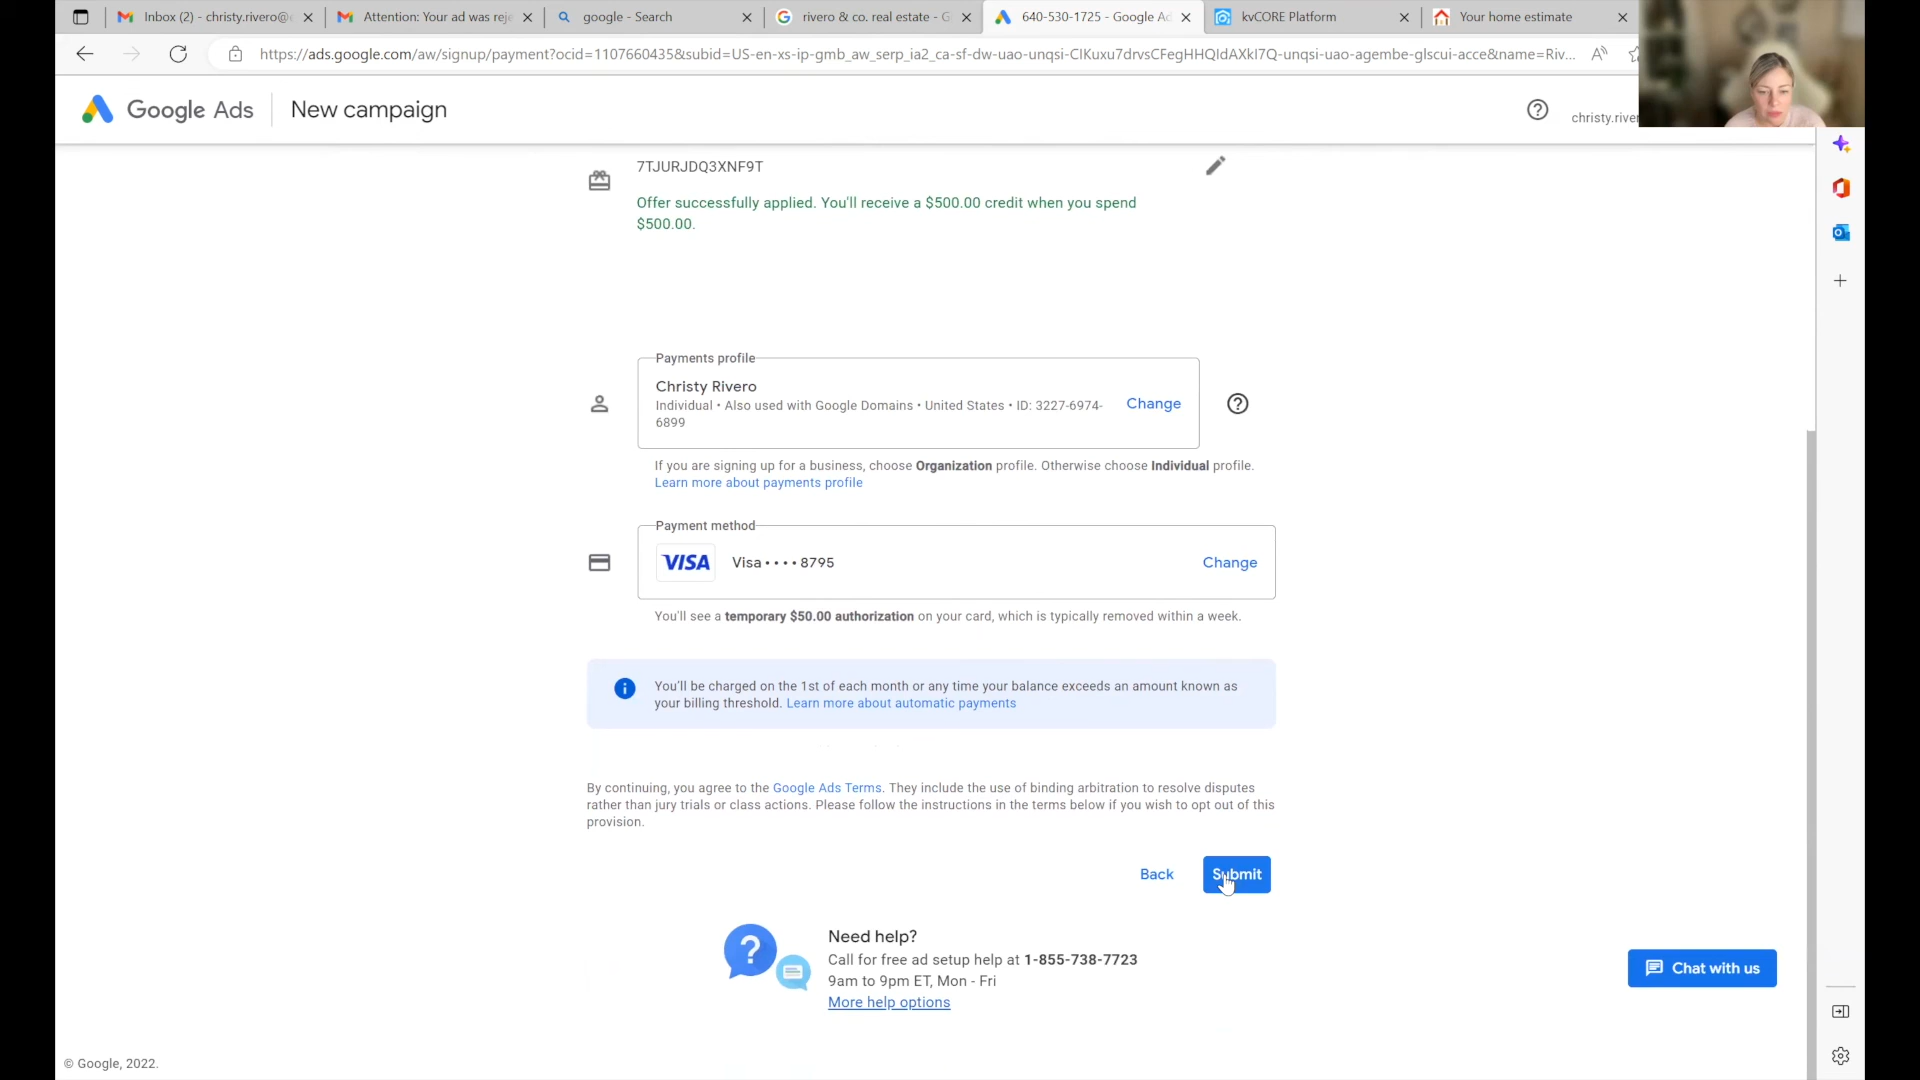 Inbox (2) - christy.rivero@
Attention: Your ad was reje
google - Search
rivero & co. real estate - G
640-530-1725 - Google Ad
kvCORE Platform
Your home estimate
https://ads.google.com/aw/signup/payment?ocid=1107660435&subid=US-en-xs-ip-gmb_aw_serp_ia2_ca-sf-dw-uao-unqsi-CIKuxu7drvsCFegHHQIdAXkI7Q-unqsi-uao-agembe-glscui-acce&name=Riv...
Google Ads
New campaign
christy.river
7TJURJDQ3XNF9T
Offer successfully applied. You'll receive a $500.00 credit when you spend
$500.00.
Payments profile
Christy Rivero
Individual • Also used with Google Domains • United States • ID: 3227-6974-
6899
Change
If you are signing up for a business, choose Organization profile. Otherwise choose Individual profile.
Learn more about payments profile
Payment method
VISA
Visa •••• 8795
Change
You'll see a temporary $50.00 authorization on your card, which is typically removed within a week.
You'll be charged on the 1st of each month or any time your balance exceeds an amount known as
your billing threshold. Learn more about automatic payments
By continuing, you agree to the Google Ads Terms. They include the use of binding arbitration to resolve disputes
rather than jury trials or class actions. Please follow the instructions in the terms below if you wish to opt out of this
provision.
Back
Submit
Need help?
Call for free ad setup help at 1-855-738-7723
9am to 9pm ET, Mon - Fri
More help options
Chat with us
© Google, 2022.